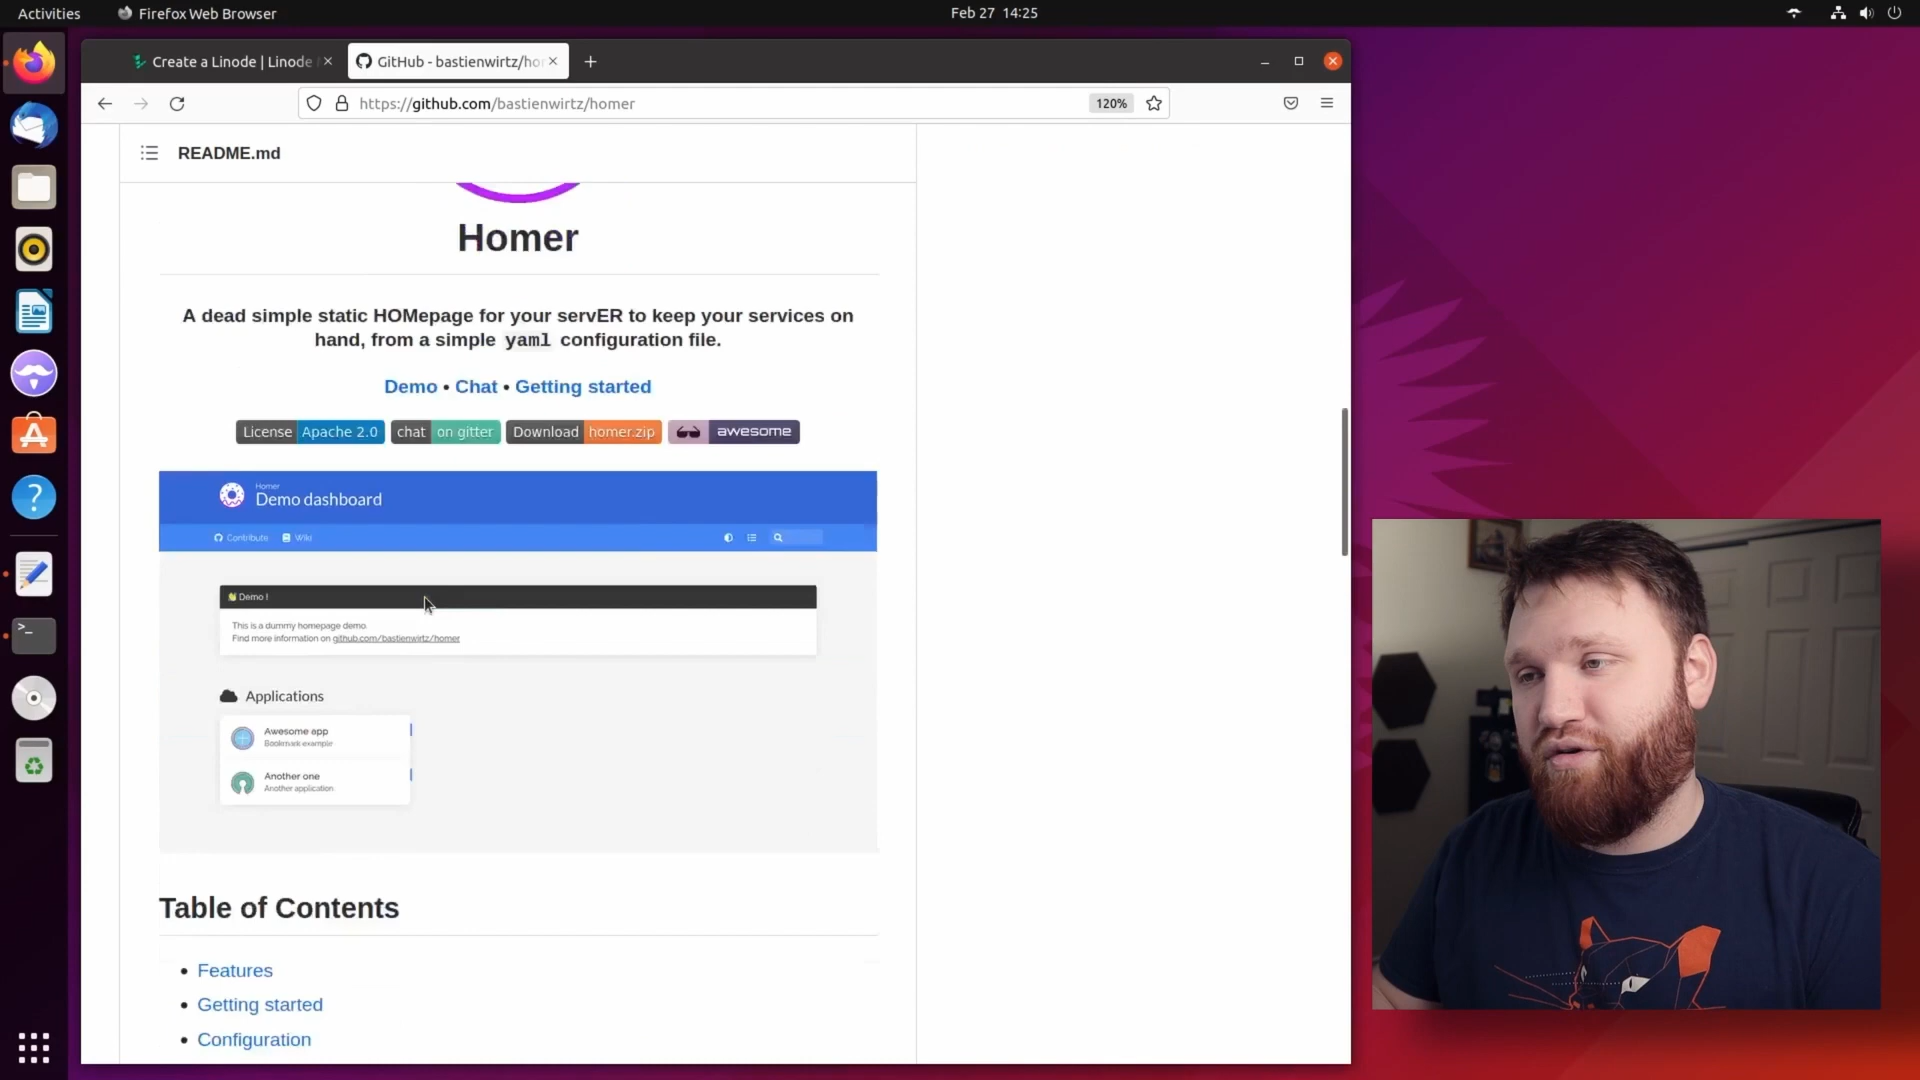 Activities
Firefox Web Browser
Feb 27 14:25
Create a Linode | Linode
GitHub - bastienwirtz/ho
https://github.com/bastienwirtz/homer
120%
README.md
Homer
A dead simple static HOMepage for your servER to keep your services on
hand, from a simple yaml configuration file.
Demo • Chat • Getting started
License Apache 2.0
chat on gitter
Download homer.zip
awesome
Homer
Demo dashboard
Contribute
Wiki
Demo !
This is a dummy homepage demo.
Find more information on github.com/bastienwirtz/homer
Applications
Awesome app
Bookmark example
Another one
Another application
Table of Contents
• Features
• Getting started
• Configuration